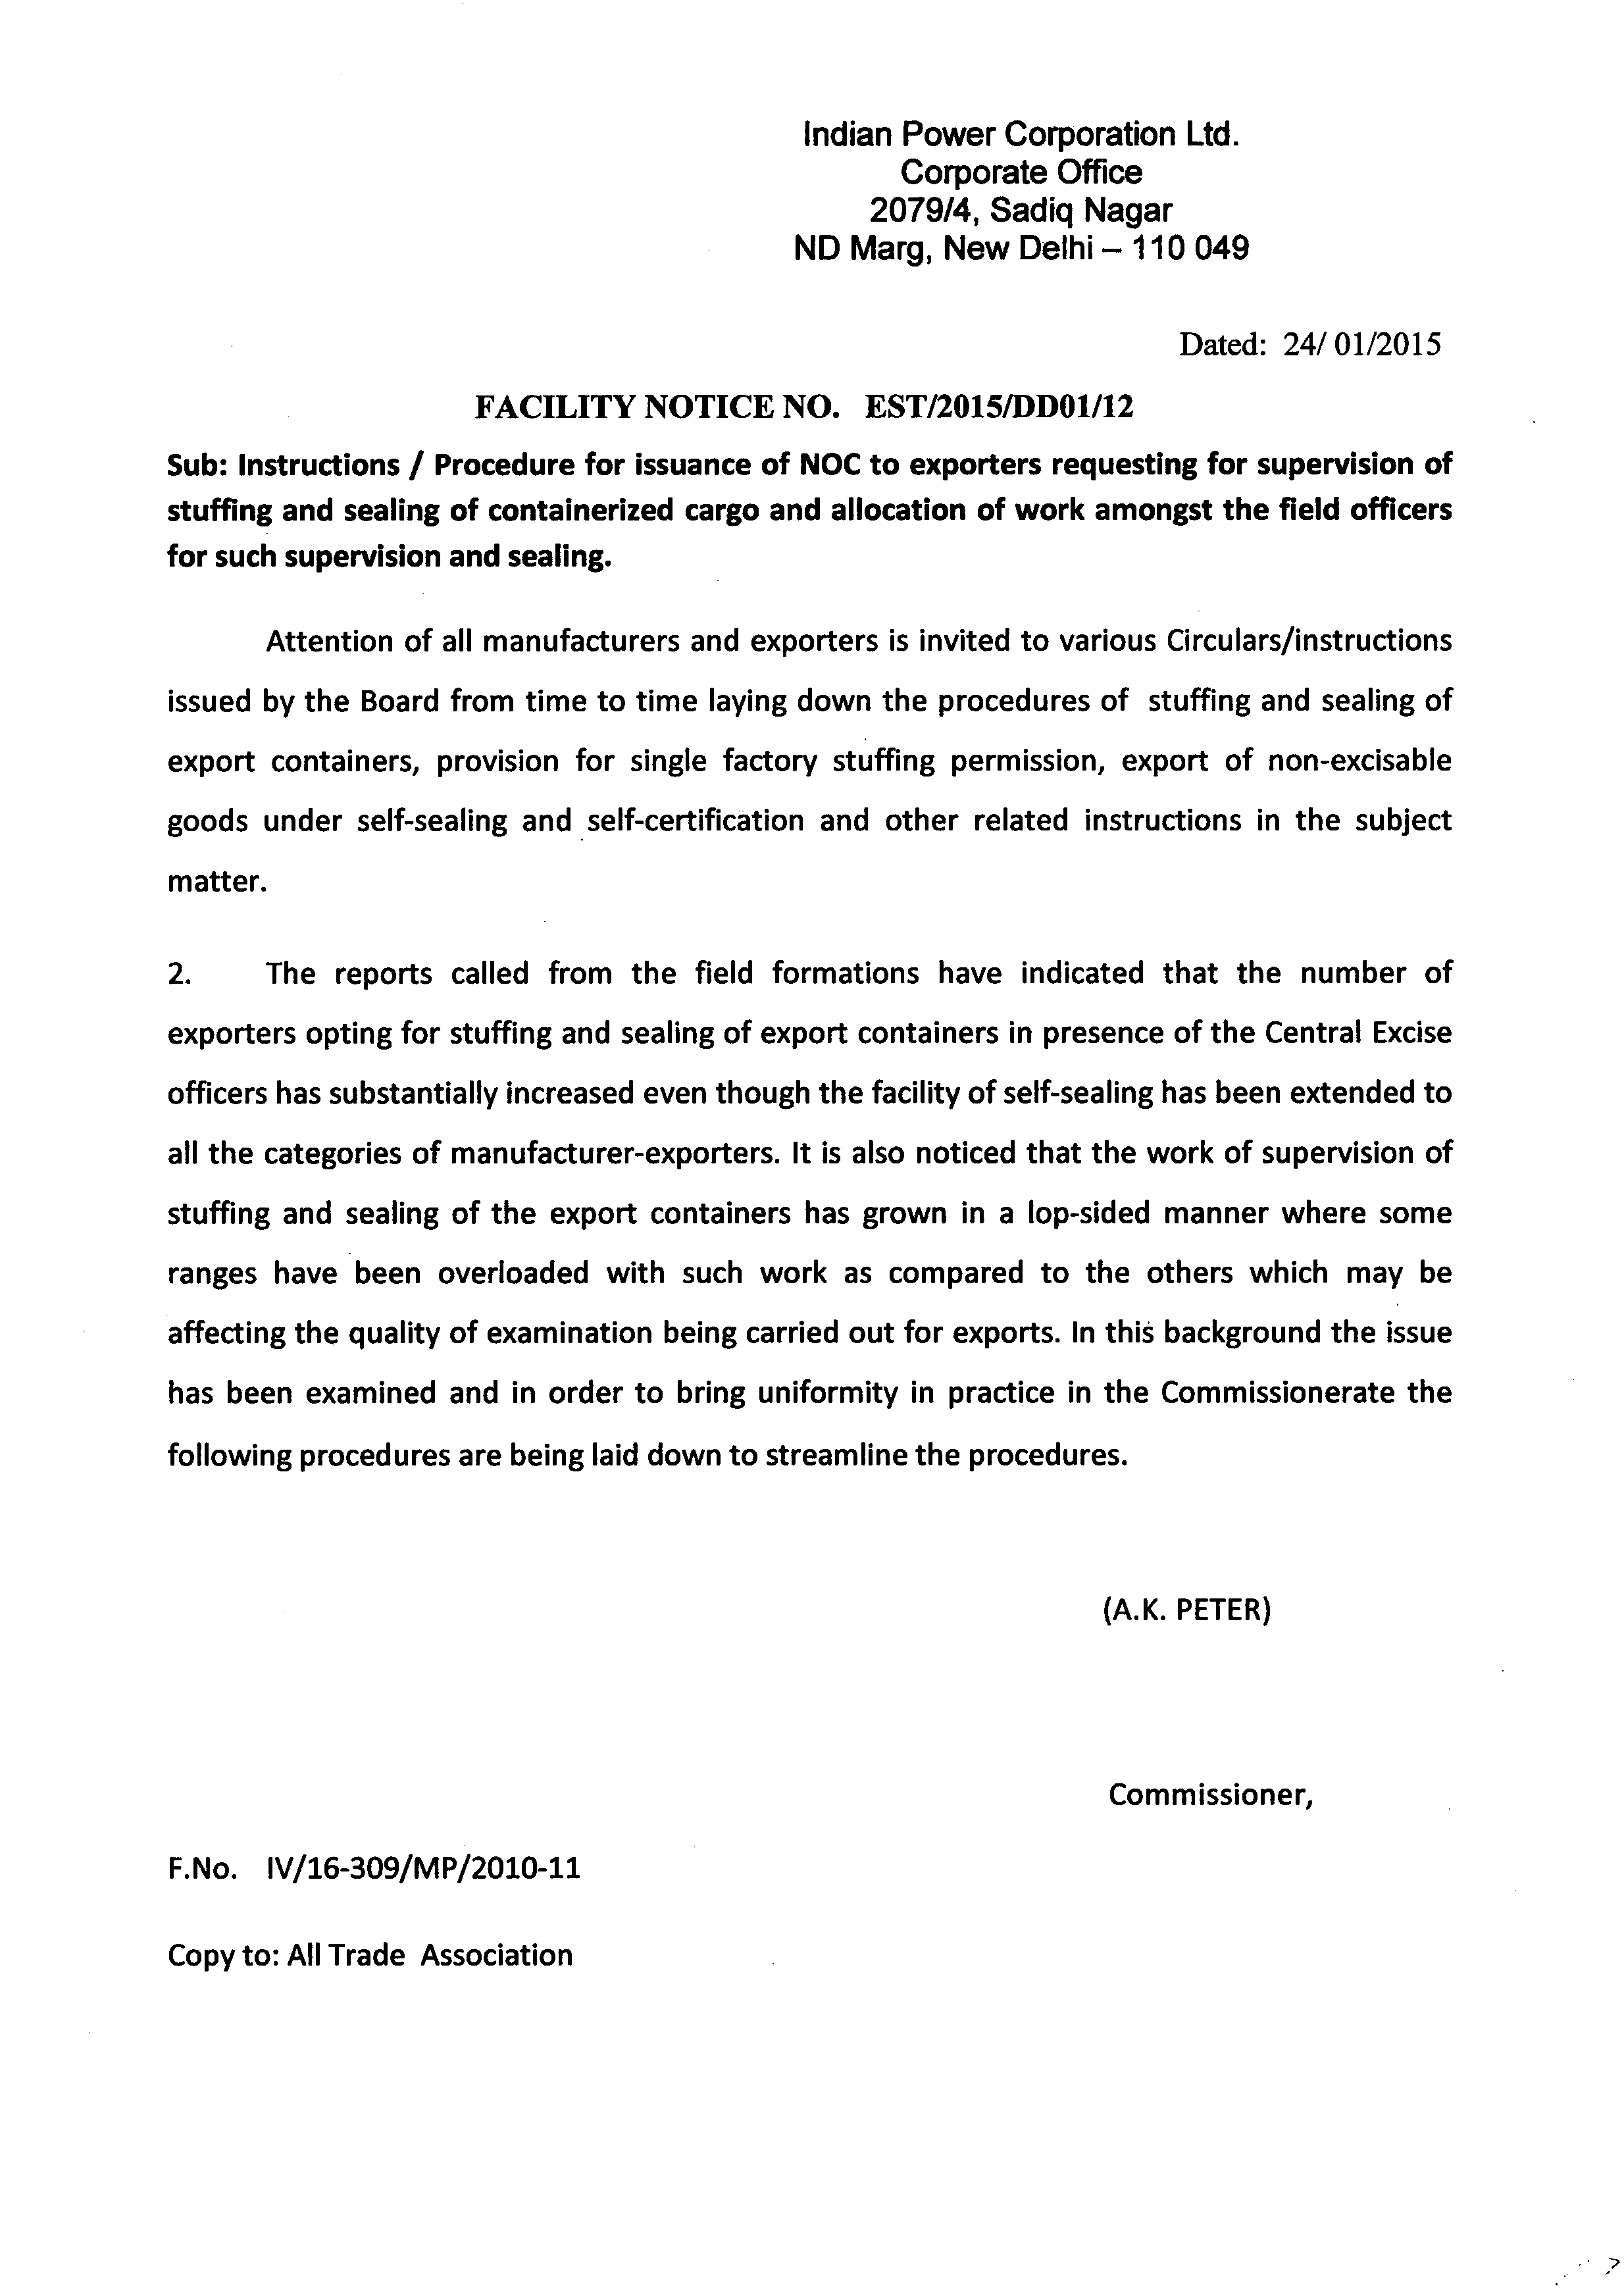 Indian Power Corporation Ltd.
Corporate Office
2079/4, Sadiq Nagar
ND Marg, New Delhi – 110 049
Dated: 24/ 01/2015
FACILITY NOTICE NO. EST/2015/DD01/12
Sub: Instructions / Procedure for issuance of NOC to exporters requesting for supervision of
stuffing and sealing of containerized cargo and allocation of work amongst the field officers
for such supervision and sealing.
Attention of all manufacturers and exporters is invited to various Circulars/instructions
issued by the Board from time to time laying down the procedures of stuffing and sealing of
export containers, provision for single factory stuffing permission, export of non-excisable
goods under self-sealing and self-certification and other related instructions in the subject
matter.
2. The reports called from the field formations have indicated that the number of
exporters opting for stuffing and sealing of export containers in presence of the Central Excise
officers has substantially increased even though the facility of self-sealing has been extended to
all the categories of manufacturer-exporters. It is also noticed that the work of supervision of
stuffing and sealing of the export containers has grown in a lop-sided manner where some
ranges have been overloaded with such work as compared to the others which may be
affecting the quality of examination being carried out for exports. In this background the issue
has been examined and in order to bring uniformity in practice in the Commissionerate the
following procedures are being laid down to streamline the procedures.
(A.K. PETER)
Commissioner,
F.No. IV/16-309/MP/2010-11
Copy to: All Trade Association